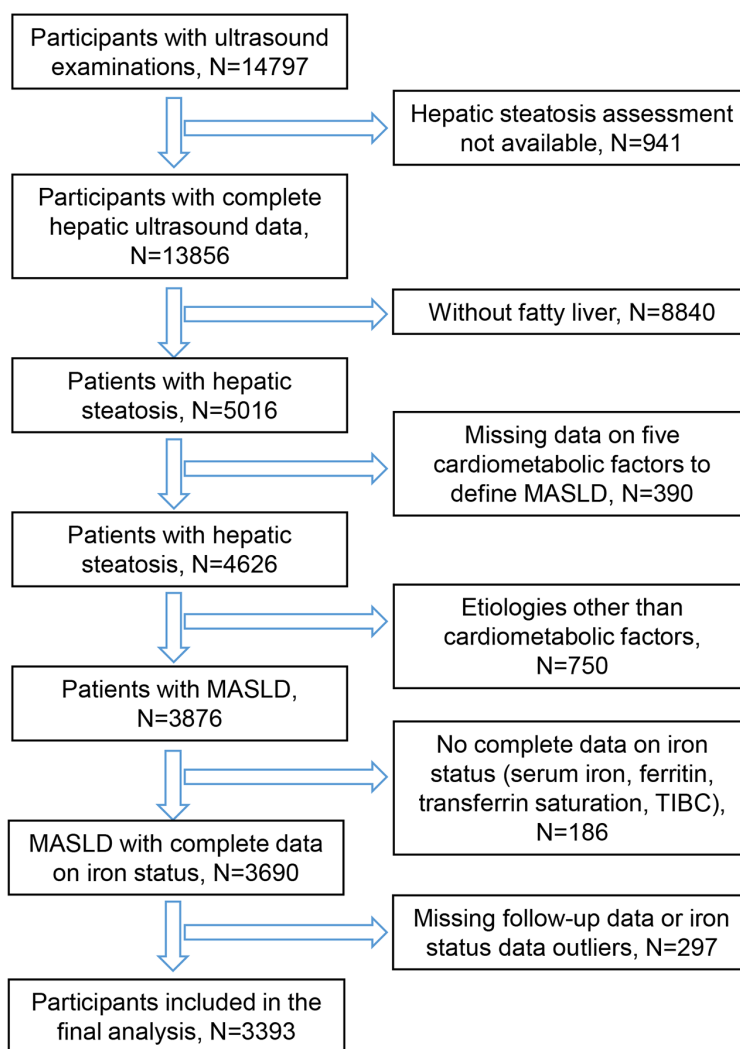 Participants with ultrasound
examinations, N=14797
Hepatic steatosis assessment
not available, N=941
Participants with complete
hepatic ultrasound data,
N=13856
Without fatty liver, N=8840
Patients with hepatic
steatosis, N=5016
Missing data on five
cardiometabolic factors to
define MASLD, N=390
Patients with hepatic
steatosis, N=4626
Etiologies other than
cardiometabolic factors,
N=750
Patients with MASLD,
N=3876
No complete data on iron
status (serum iron, ferritin,
transferrin saturation, TIBC),
N=186
MASLD with complete data
on iron status, N=3690
Missing follow-up data or iron
status data outliers, N=297
Participants included in the
final analysis, N=3393